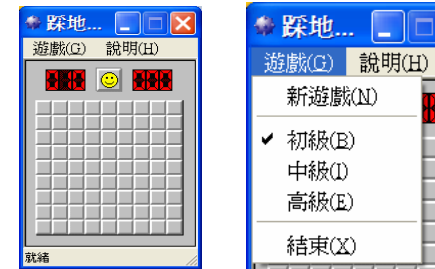 踩地...
遊戲(G) 說明(H)
就緒
踩地...
遊戲(G) 說明(H)
新遊戲(N)
✔ 初級(B)
中級(I)
高級(E)
結束(X)